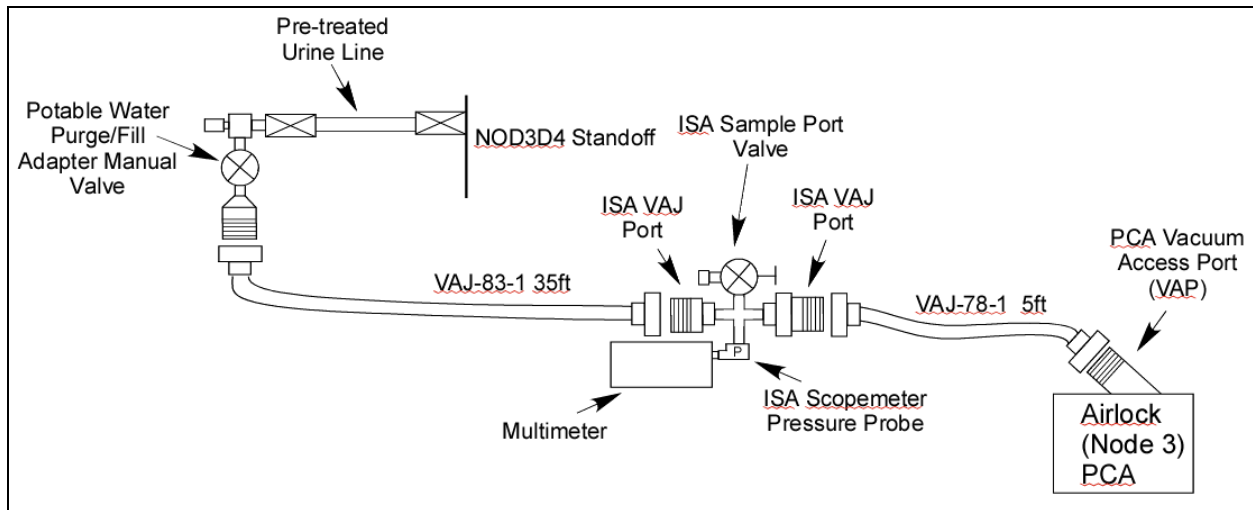 Pre-treated
Urine Line
Potable Water
Purge/Fill
Adapter Manual
Valve
NOD3D4 Standoff
ISA Sample Port
Valve
ISA VAJ
Port
ISA VAJ
Port
PCA Vacuum
Access Port
(VAP)
VAJ-83-1 35ft
VAJ-78-1 5ft
P
Multimeter
ISA Scopemeter
Pressure Probe
Airlock
(Node 3)
PCA